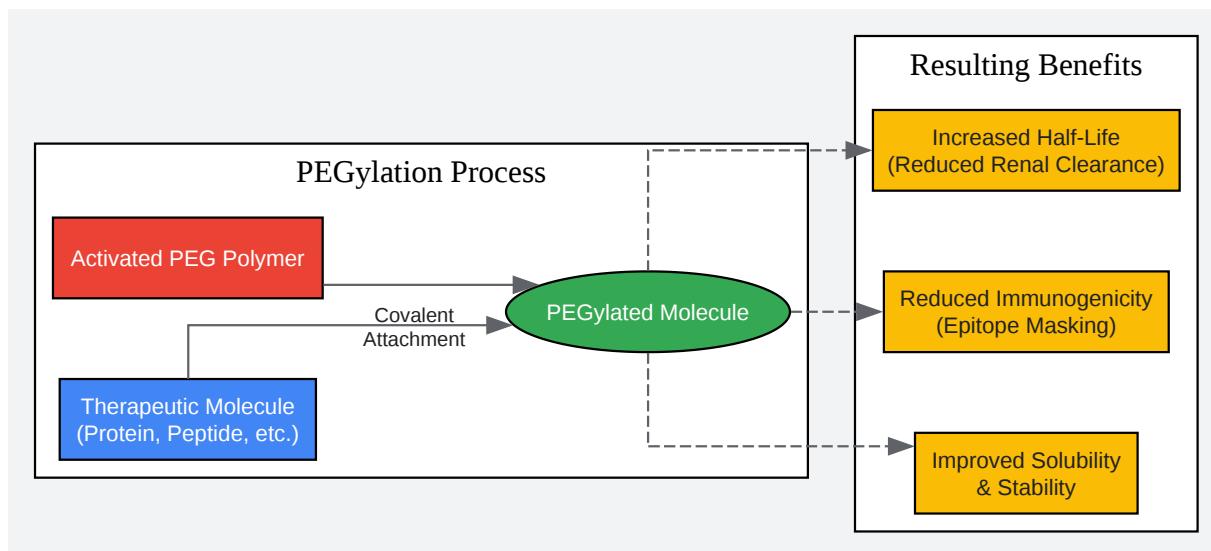 PEGylation Process
Activated PEG Polymer
Covalent
Attachment
Therapeutic Molecule
(Protein, Peptide, etc.)
PEGylated Molecule
Resulting Benefits
Increased Half-Life
(Reduced Renal Clearance)
Reduced Immunogenicity
(Epitope Masking)
Improved Solubility
& Stability